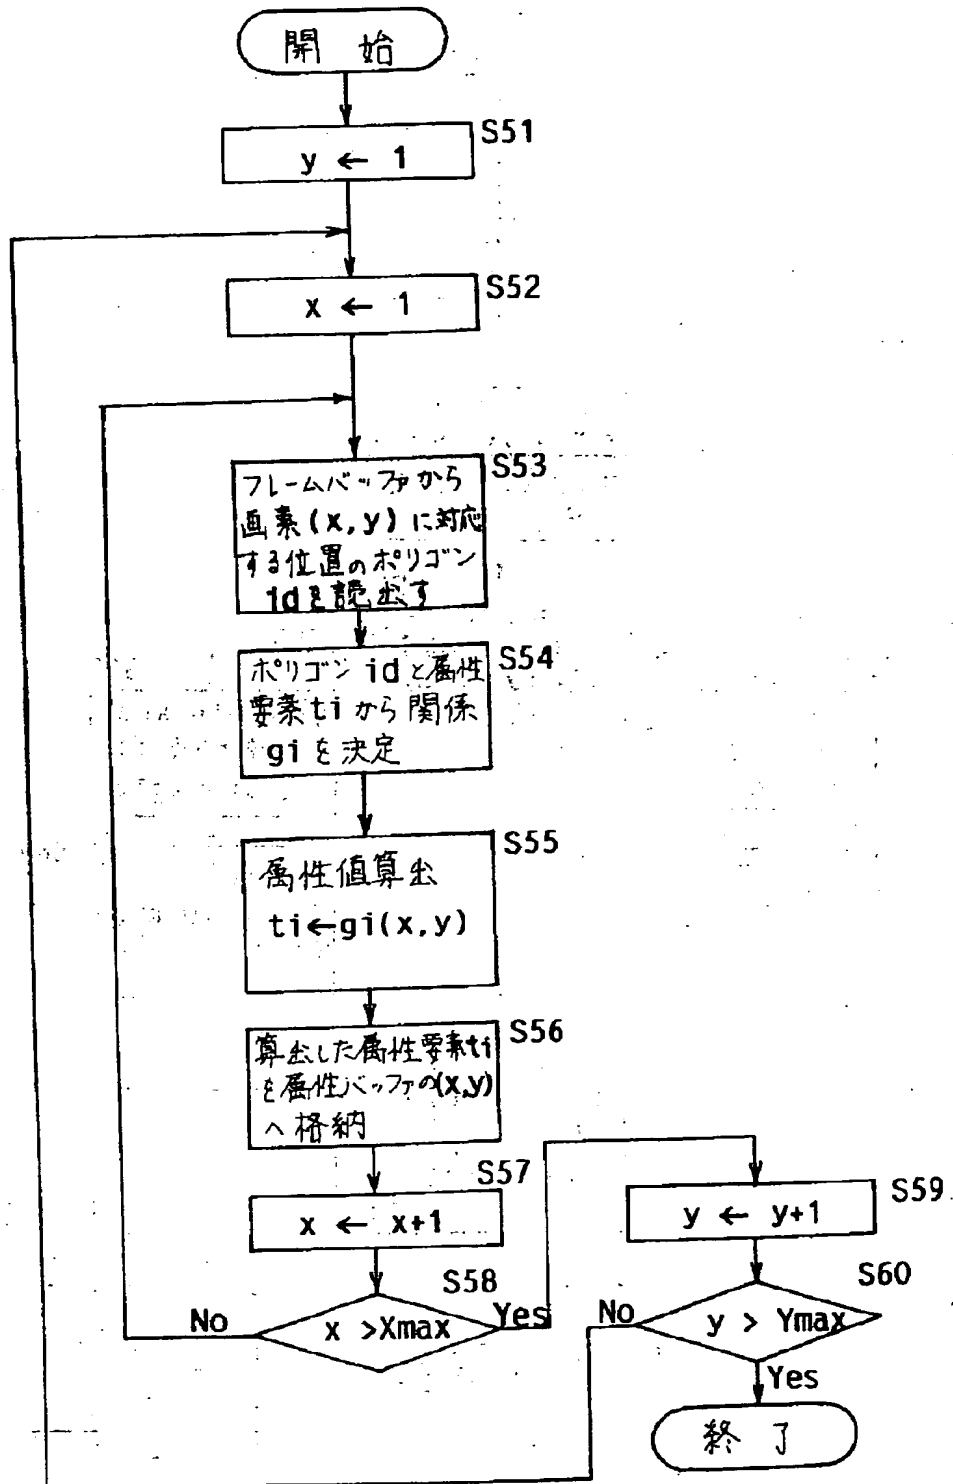 開 始
S51
y ← 1
S52
x ← 1
S53
フレームバッファから
画素(x,y)に対応
する位置のポリゴン
idを読出す
S54
ポリゴン idと属性
要素tiから関係
giを決定
S55
属性値算出
ti←gi(x,y)
S56
算出した属性要素ti
を属性バッファの(x,y)
へ格納
S57
x ← x+1
S58
x >Xmax
No
Yes
S59
y ← y+1
S60
y > Ymax
No
Yes
終 了